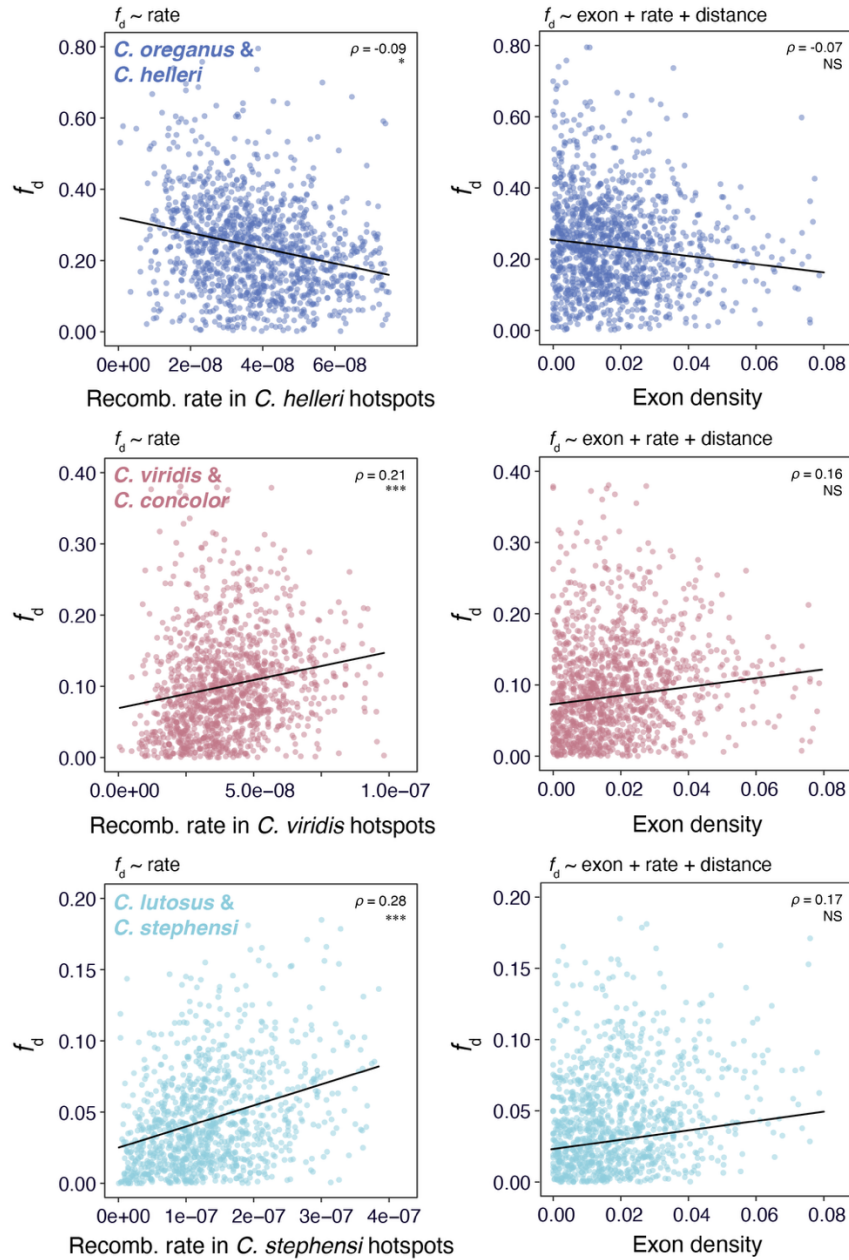 f_d ~ rate
f_d ~ exon + rate + distance
C. oreganus &
C. helleri
ρ = -0.09
*
ρ = -0.07
NS
0.80
0.60
0.40
0.20
0.00
f_d
0e+00 2e-08 4e-08 6e-08
Recomb. rate in C. helleri hotspots
0.80
0.60
0.40
0.20
0.00
f_d
0.00 0.02 0.04 0.06 0.08
Exon density
f_d ~ rate
f_d ~ exon + rate + distance
C. viridis &
C. concolor
ρ = 0.21
***
ρ = 0.16
NS
0.40
0.30
0.20
0.10
0.00
f_d
0.0e+00 5.0e-08 1.0e-07
Recomb. rate in C. viridis hotspots
0.40
0.30
0.20
0.10
0.00
f_d
0.00 0.02 0.04 0.06 0.08
Exon density
f_d ~ rate
f_d ~ exon + rate + distance
C. lutosus &
C. stephensi
ρ = 0.28
***
ρ = 0.17
NS
0.20
0.15
0.10
0.05
0.00
f_d
0e+00 1e-07 2e-07 3e-07 4e-07
Recomb. rate in C. stephensi hotspots
0.20
0.15
0.10
0.05
0.00
f_d
0.00 0.02 0.04 0.06 0.08
Exon density